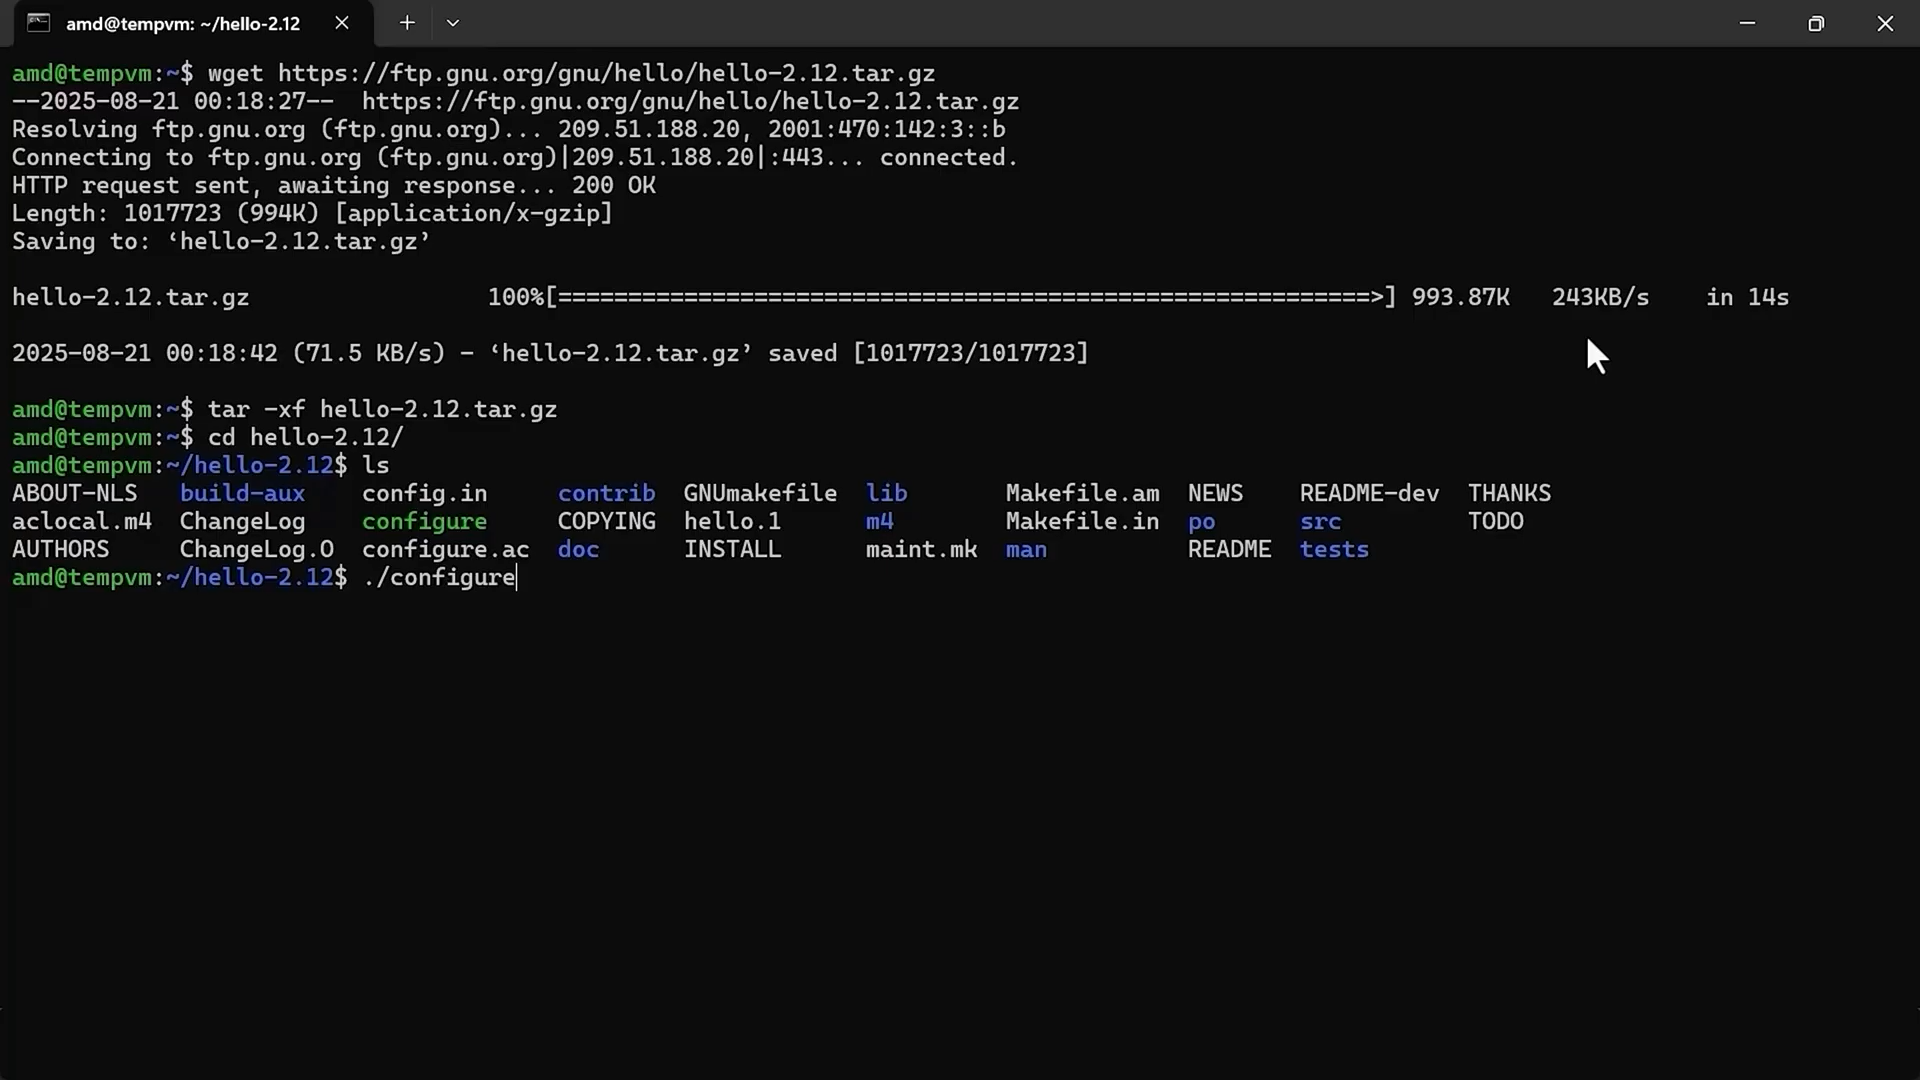 amd@tempvm: ~/hello-2.12
amd@tempvm:~$ wget https://ftp.gnu.org/gnu/hello/hello-2.12.tar.gz
--2025-08-21 00:18:27--  https://ftp.gnu.org/gnu/hello/hello-2.12.tar.gz
Resolving ftp.gnu.org (ftp.gnu.org)... 209.51.188.20, 2001:470:142:3::b
Connecting to ftp.gnu.org (ftp.gnu.org)|209.51.188.20|:443... connected.
HTTP request sent, awaiting response... 200 OK
Length: 1017723 (994K) [application/x-gzip]
Saving to: ‘hello-2.12.tar.gz’
hello-2.12.tar.gz 100%[==========================================================>] 993.87K 243KB/s in 14s
2025-08-21 00:18:42 (71.5 KB/s) - ‘hello-2.12.tar.gz’ saved [1017723/1017723]
amd@tempvm:~$ tar -xf hello-2.12.tar.gz
amd@tempvm:~$ cd hello-2.12/
amd@tempvm:~/hello-2.12$ ls
ABOUT-NLS build-aux config.in contrib GNUmakefile lib Makefile.am NEWS README-dev THANKS
aclocal.m4 ChangeLog configure COPYING hello.1 m4 Makefile.in po src TODO
AUTHORS ChangeLog.O configure.ac doc INSTALL maint.mk man README tests
amd@tempvm:~/hello-2.12$ ./configure